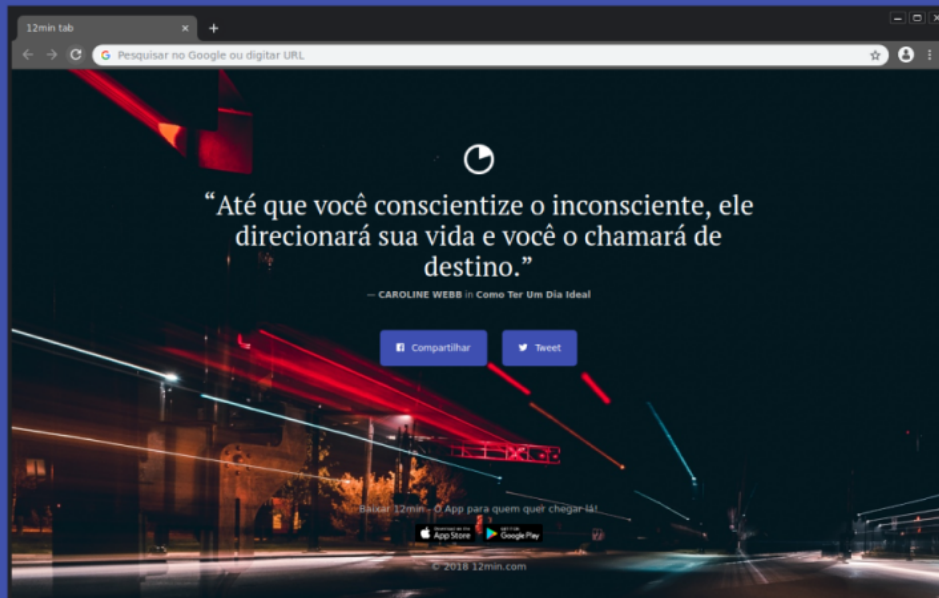 12min tab
Pesquisar no Google ou digitar URL
“Até que você conscientize o inconsciente, ele
direcionará sua vida e você o chamará de
destino.”
— CAROLINE WEBB in Como Ter Um Dia Ideal
Compartilhar
Tweet
Baixar 12min - O App para quem quer chegar lá!
App Store
Google Play
© 2018 12min.com